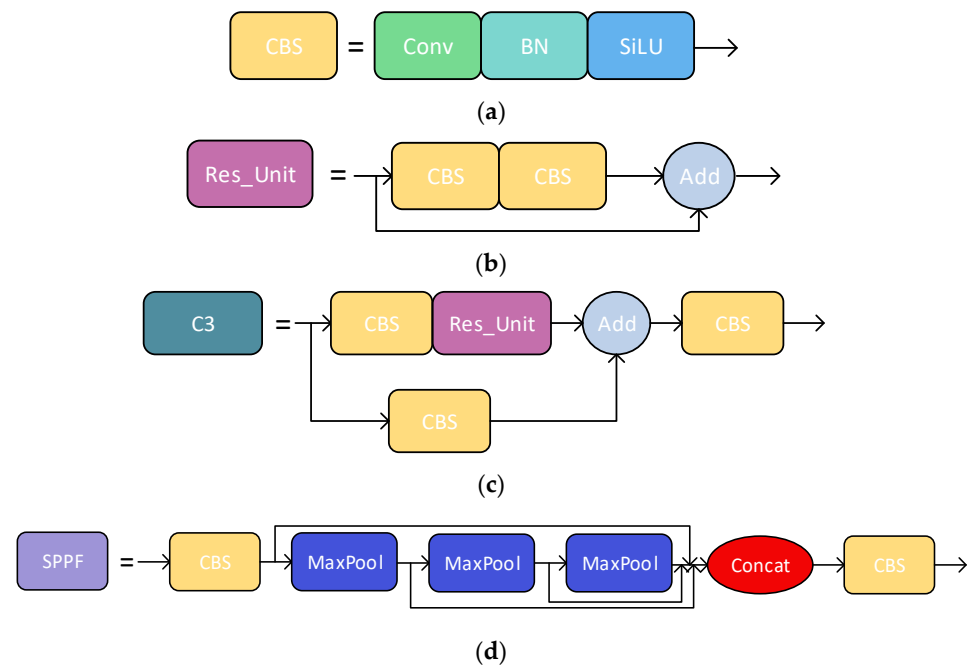 CBS = Conv BN SiLU
(a)
Res_Unit = CBS CBS Add
(b)
C3 = CBS Res_Unit Add CBS
CBS
(c)
SPPF = CBS MaxPool MaxPool MaxPool Concat CBS
(d)